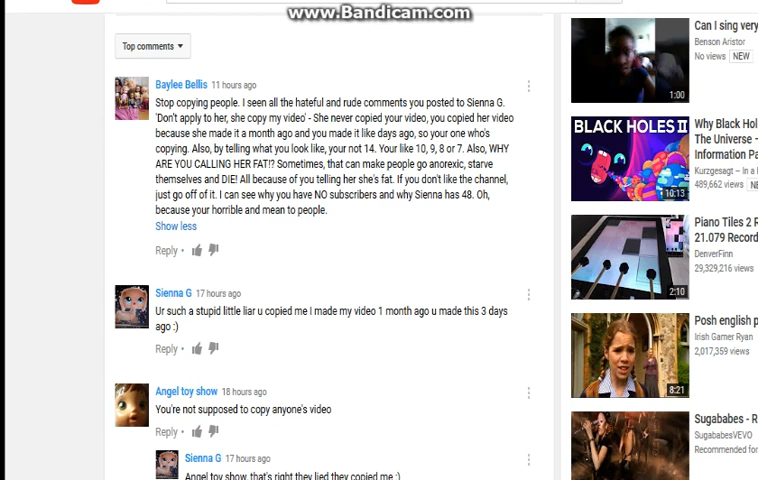 www.Bandicam.com
Top comments
Baylee Bellis 11 hours ago
Stop copying people. I seen all the hateful and rude comments you posted to Sienna G.
'Don't apply to her, she copy my video' - She never copied your video, you copied her video
because she made it a month ago and you made it like days ago, so your one who's
copying. Also, by telling what you look like, your not 14. Your like 10, 9, 8 or 7. Also, WHY
ARE YOU CALLING HER FAT!? Sometimes, that can make people go anorexic, starve
themselves and DIE! All because of you telling her she's fat. If you don't like the channel,
just go off of it. I can see why you have NO subscribers and why Sienna has 48. Oh,
because your horrible and mean to people.
Show less
Reply
Sienna G 17 hours ago
Ur such a stupid little liar u copied me I made my video 1 month ago u made this 3 days
ago :)
Reply
Angel toy show 18 hours ago
You're not supposed to copy anyone's video
Reply
Sienna G 17 hours ago
Angel toy show, that's right they lied they copied me :)
Can I sing very
Benson Aristor
No views NEW
1:00
BLACK HOLES II
10:13
Why Black Hol
The Universe –
Information Pa
Kurzgesagt – In a
489,662 views NE
2:10
Piano Tiles 2 R
21.079 Record
DenverFinn
29,329,216 views
8:21
Posh english p
Irish Gamer Ryan
2,017,359 views
Sugababes - R
SugababesVEVO
Recommended for